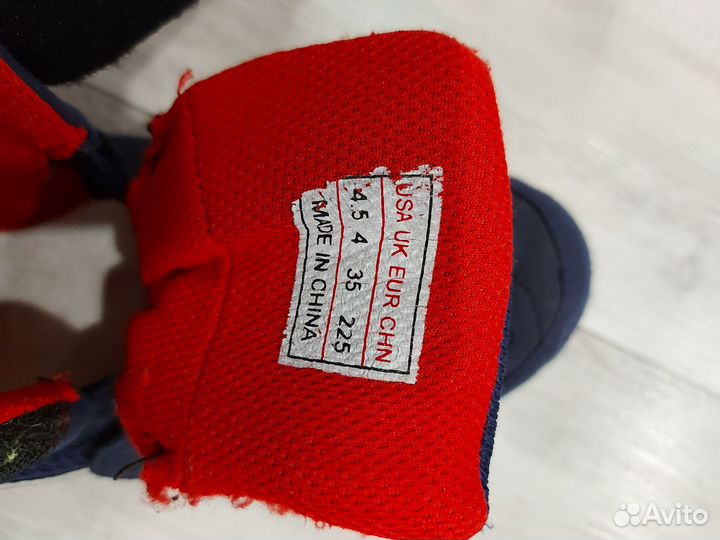 USA UK EUR CHN
4.5 4 35 225
MADE IN CHINA
Avito